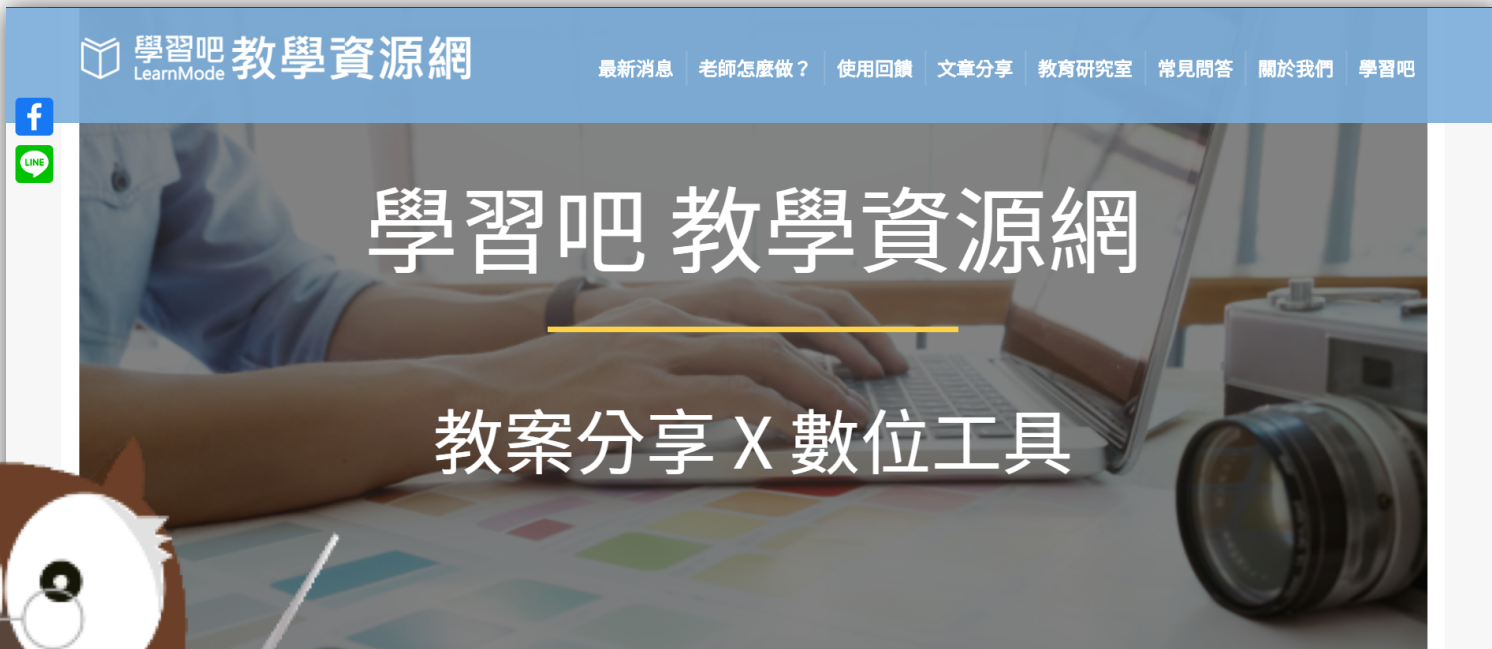 學習吧
LearnMode
教學資源網
最新消息 老師怎麼做？ 使用回饋 文章分享 教育研究室 常見問答 關於我們 學習吧
f
LINE
學習吧 教學資源網
教案分享 X 數位工具